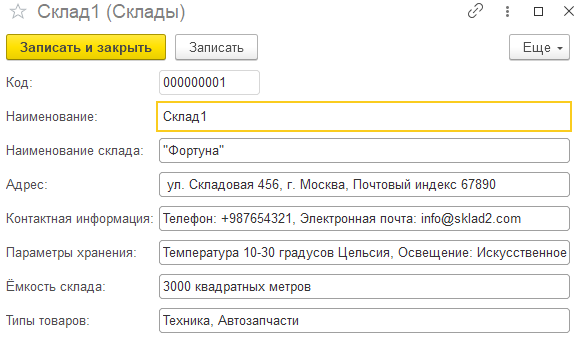 Склад1 (Склады)
Записать и закрыть
Записать
Еще
Код: 000000001
Наименование: Склад1
Наименование склада: "Фортуна"
Адрес: ул. Складовая 456, г. Москва, Почтовый индекс 67890
Контактная информация: Телефон: +987654321, Электронная почта: info@sklad2.com
Параметры хранения: Температура 10-30 градусов Цельсия, Освещение: Искусственное
Ёмкость склада: 3000 квадратных метров
Типы товаров: Техника, Автозапчасти